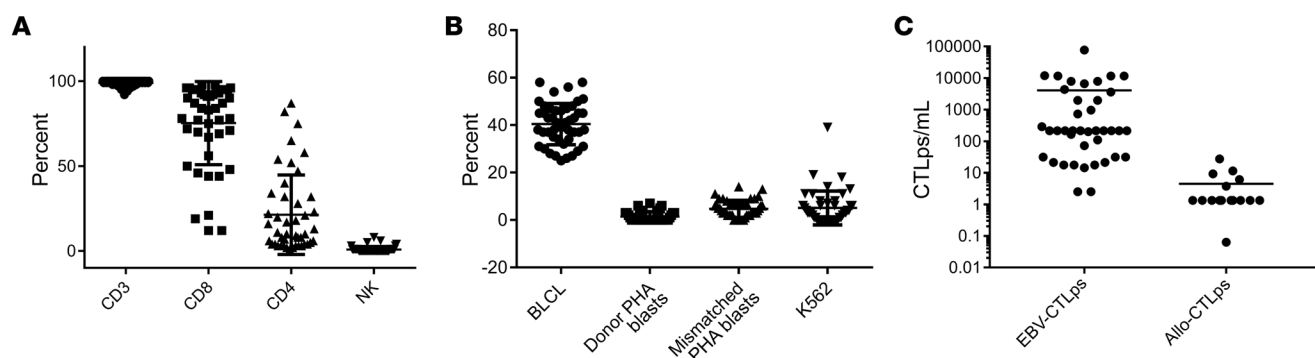 A
Percent
100
50
0
CD3
CD8
CD4
NK
B
Percent
80
60
40
20
0
-20
BLCL
Donor PHA
blasts
Mismatched
PHA blasts
K562
C
CTLps/mL
100000
10000
1000
100
10
1
0.1
0.01
EBV-CTLps
Allo-CTLps